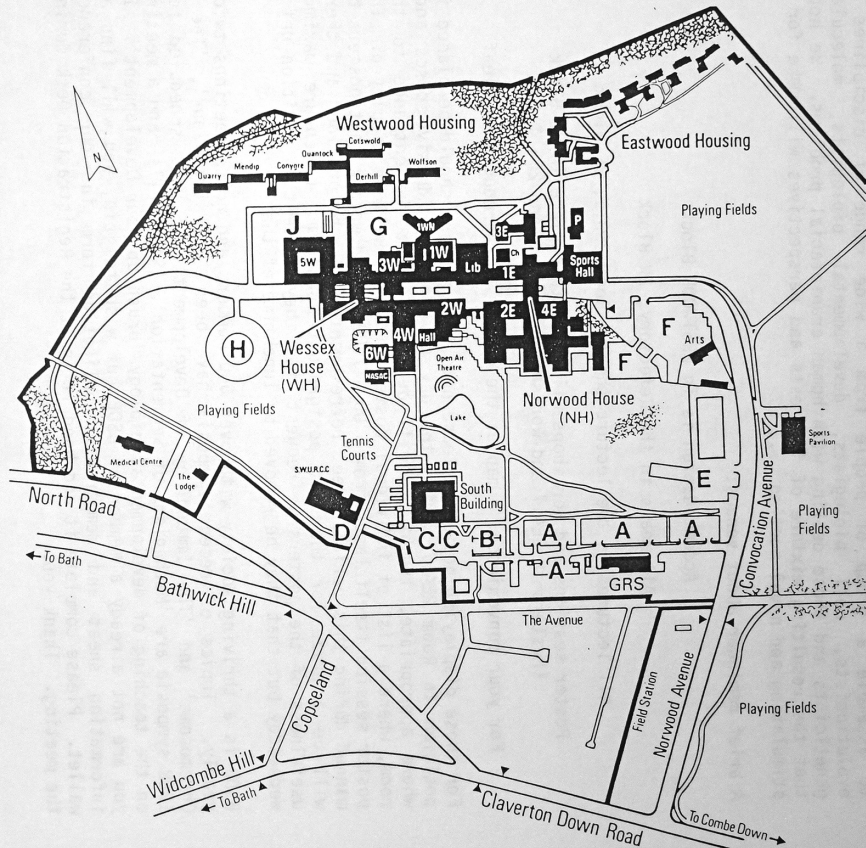 Westwood Housing
Eastwood Housing
Cotswold
Quantock
Conygre
Mendip
Quarry
Derhill
Wolfson
N
Playing Fields
J
G
1WN
3E
P
5W
3W
1W
Lib
Ch
1E
Sports
Hall
2W
2E
4E
4W
Hall
6W
NASAC
H
Wessex
House
(WH)
Open Air
Theatre
Lake
Norwood House
(NH)
F
F
Arts
Playing Fields
Tennis
Courts
Medical Centre
The
Lodge
S.W.U.R.C.C
South
Building
E
Sports
Pavilion
Playing
Fields
Convocation Avenue
North Road
D
C
C
B
A
A
A
A
GRS
To Bath
Bathwick Hill
The Avenue
Copseland
Field Station
Norwood Avenue
Playing Fields
Widcombe Hill
To Bath
Claverton Down Road
To Combe Down